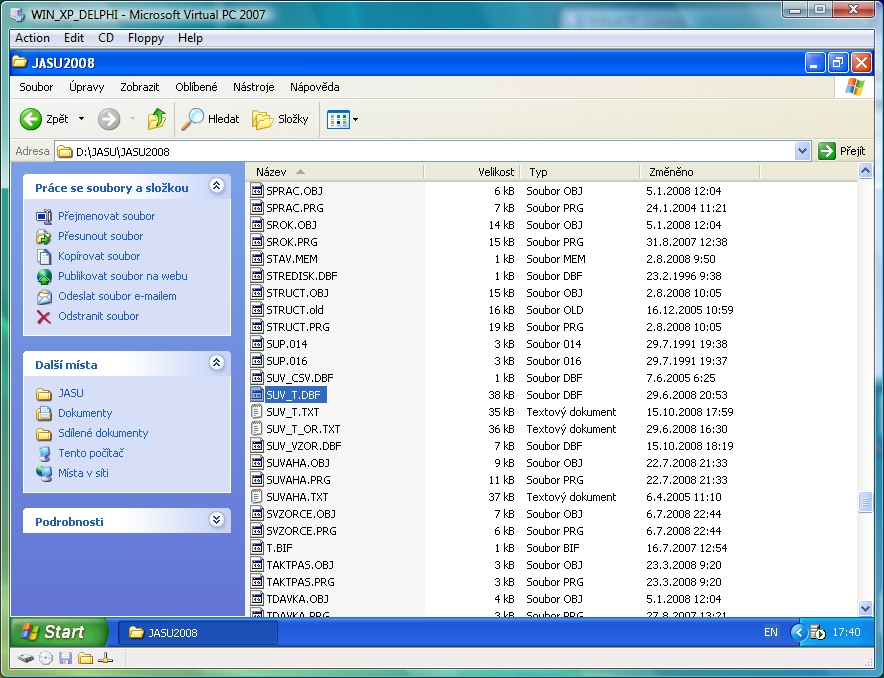 WIN_XP_DELPHI - Microsoft Virtual PC 2007
Action Edit CD Floppy Help
JASU2008
Soubor Úpravy Zobrazit Oblíbené Nástroje Nápověda
Zpět Hledat Složky
Adresa D:\JASU\JASU2008 Přejít
Práce se soubory a složkou
Přejmenovat soubor
Přesunout soubor
Kopírovat soubor
Publikovat soubor na webu
Odeslat soubor e-mailem
Odstranit soubor
Další místa
JASU
Dokumenty
Sdílené dokumenty
Tento počítač
Místa v síti
Podrobnosti
Název Velikost Typ Změněno
SPRAC.OBJ 6 kB Soubor OBJ 5.1.2008 12:04
SPRAC.PRG 7 kB Soubor PRG 24.1.2004 11:21
SROK.OBJ 14 kB Soubor OBJ 5.1.2008 12:04
SROK.PRG 15 kB Soubor PRG 31.8.2007 12:38
STAV.MEM 1 kB Soubor MEM 2.8.2008 9:50
STREDISK.DBF 1 kB Soubor DBF 23.2.1996 9:38
STRUCT.OBJ 15 kB Soubor OBJ 2.8.2008 10:05
STRUCT.old 16 kB Soubor OLD 16.12.2005 10:59
STRUCT.PRG 19 kB Soubor PRG 2.8.2008 10:05
SUP.014 3 kB Soubor 014 29.7.1991 19:38
SUP.016 3 kB Soubor 016 29.7.1991 19:37
SUV_CSV.DBF 1 kB Soubor DBF 7.6.2005 6:25
SUV_T.DBF 38 kB Soubor DBF 29.6.2008 20:53
SUV_T.TXT 35 kB Textový dokument 15.10.2008 17:59
SUV_T_OR.TXT 36 kB Textový dokument 29.6.2008 16:30
SUV_VZOR.DBF 7 kB Soubor DBF 15.10.2008 18:19
SUVAHA.OBJ 9 kB Soubor OBJ 22.7.2008 21:33
SUVAHA.PRG 11 kB Soubor PRG 22.7.2008 21:33
SUVAHA.TXT 37 kB Textový dokument 6.4.2005 11:10
SVZORCE.OBJ 7 kB Soubor OBJ 6.7.2008 22:44
SVZORCE.PRG 6 kB Soubor PRG 6.7.2008 22:44
T.BIF 1 kB Soubor BIF 16.7.2007 12:54
TAKTPAS.OBJ 3 kB Soubor OBJ 23.3.2008 9:20
TAKTPAS.PRG 3 kB Soubor PRG 23.3.2008 9:20
TDAVKA.OBJ 4 kB Soubor OBJ 5.1.2008 12:04
TDAVKA.PRG 3 kB Soubor PRG 27.8.2007 13:21
Start JASU2008 EN 17:40